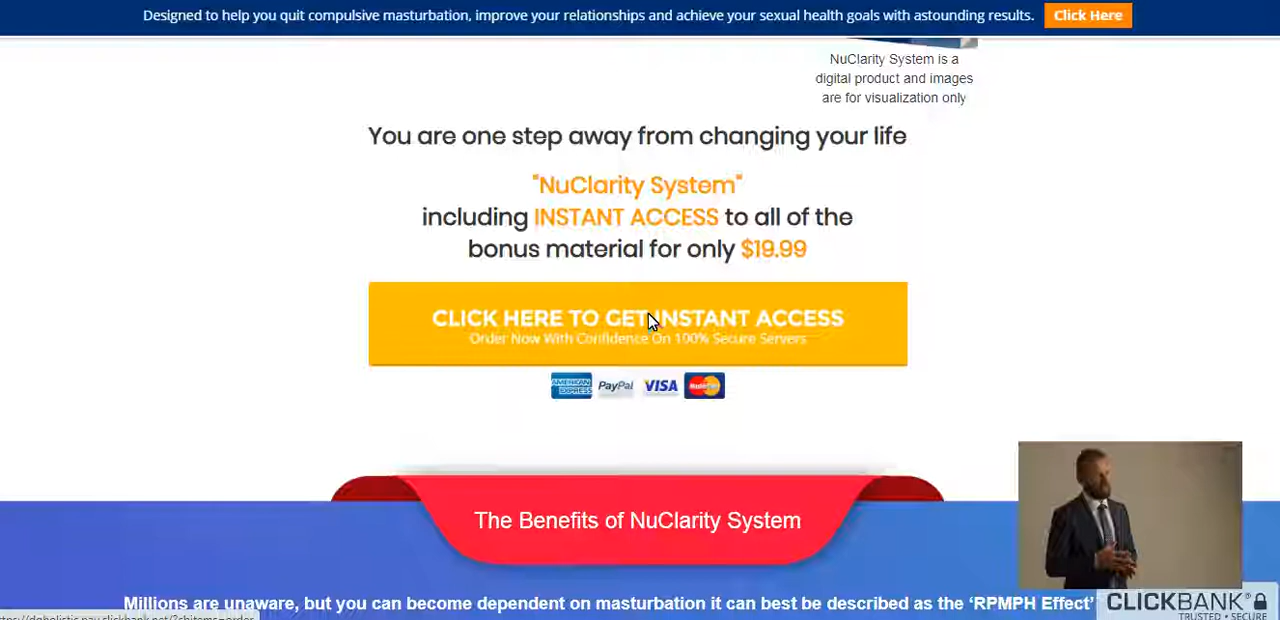 Designed to help you quit compulsive masturbation, improve your relationships and achieve your sexual health goals with astounding results. Click Here
NuClarity System is a
digital product and images
are for visualization only
You are one step away from changing your life
"NuClarity System"
including INSTANT ACCESS to all of the
bonus material for only $19.99
CLICK HERE TO GET INSTANT ACCESS
Order Now With Confidence On 100% Secure Servers
AMERICAN EXPRESS PayPal VISA MasterCard
The Benefits of NuClarity System
Millions are unaware, but you can become dependent on masturbation it can best be described as the ‘RPMPH Effect’
CLICKBANK®
TRUSTED • SECURE